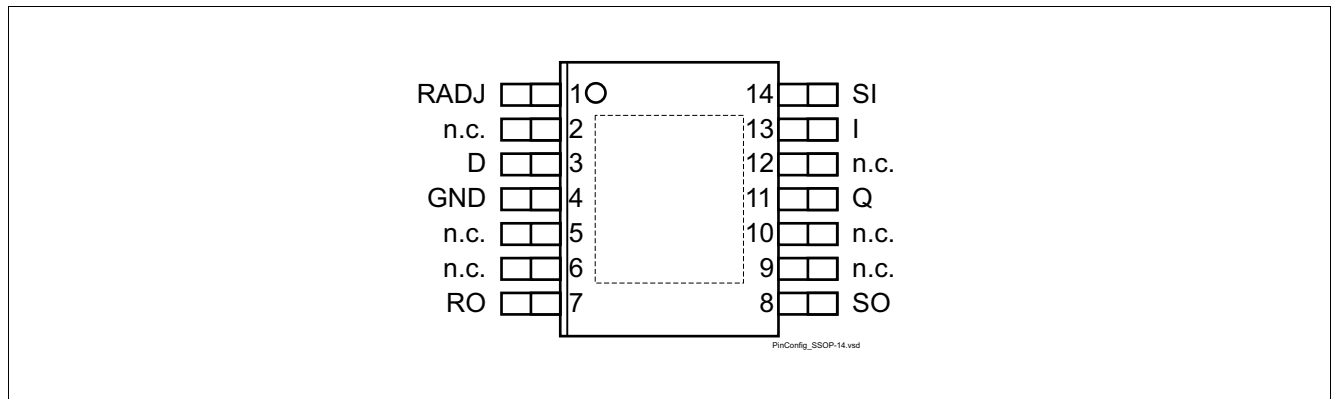 RADJ 1 14 SI
n.c. 2 13 I
D 3 12 n.c.
GND 4 11 Q
n.c. 5 10 n.c.
n.c. 6 9 n.c.
RO 7 8 SO
PinConfig_SSOP-14.vsd